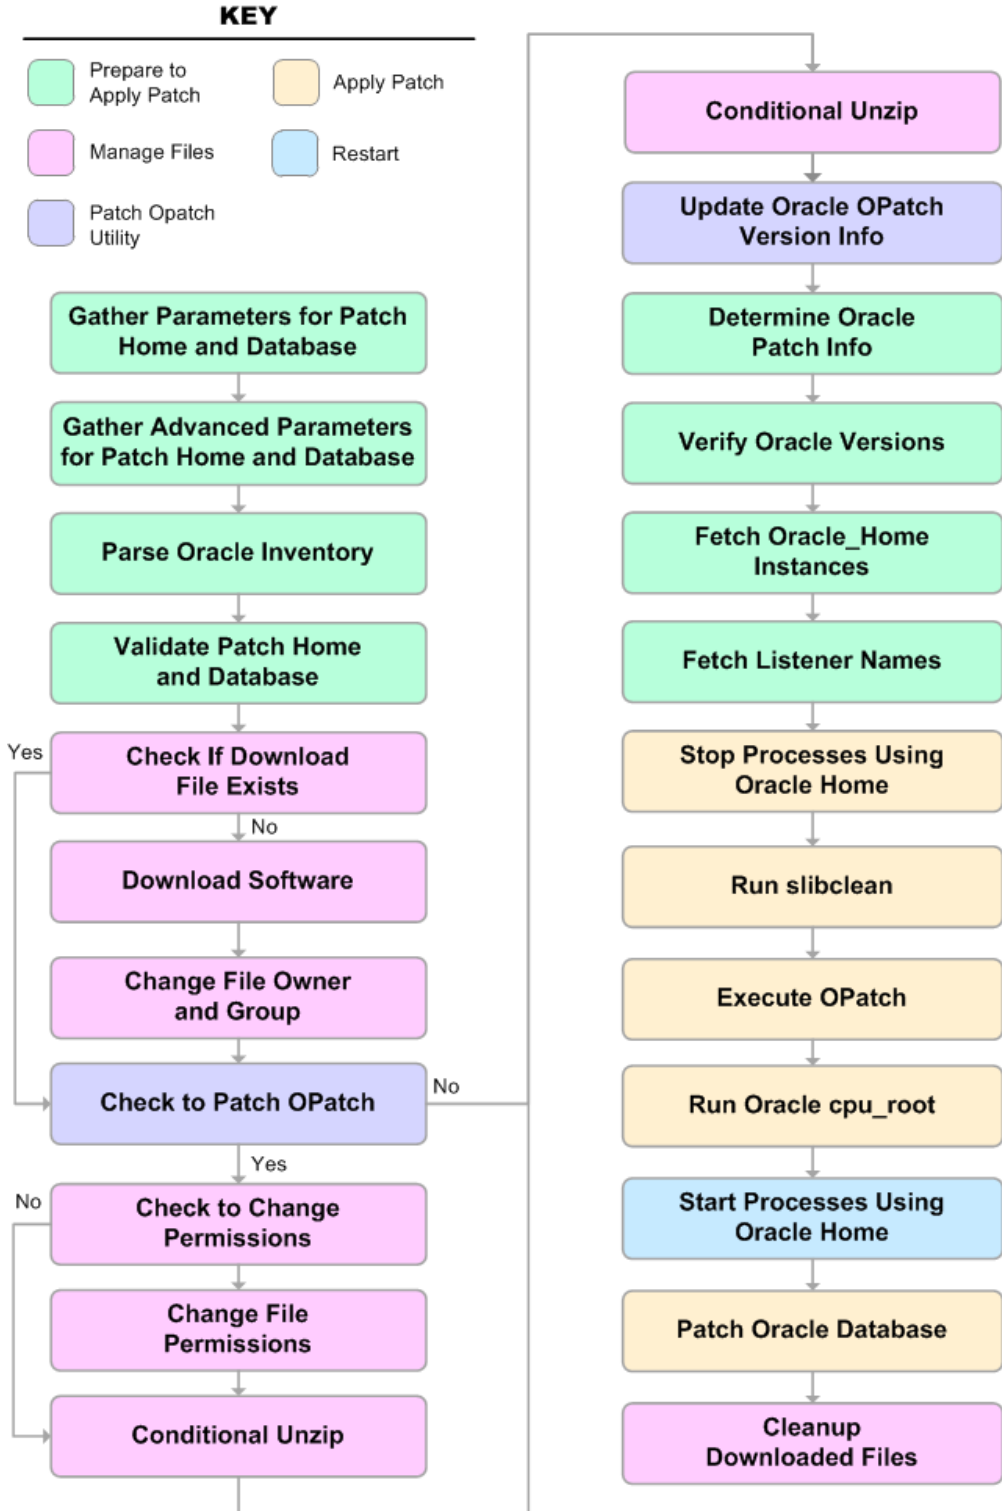 KEY
Prepare to
Apply Patch
Apply Patch
Manage Files
Restart
Patch Opatch
Utility
Gather Parameters for Patch
Home and Database
Gather Advanced Parameters
for Patch Home and Database
Parse Oracle Inventory
Validate Patch Home
and Database
Yes
Check If Download
File Exists
No
Download Software
Change File Owner
and Group
Check to Patch OPatch
No
Yes
No
Check to Change
Permissions
Change File
Permissions
Conditional Unzip
Conditional Unzip
Update Oracle OPatch
Version Info
Determine Oracle
Patch Info
Verify Oracle Versions
Fetch Oracle_Home
Instances
Fetch Listener Names
Stop Processes Using
Oracle Home
Run slibclean
Execute OPatch
Run Oracle cpu_root
Start Processes Using
Oracle Home
Patch Oracle Database
Cleanup
Downloaded Files